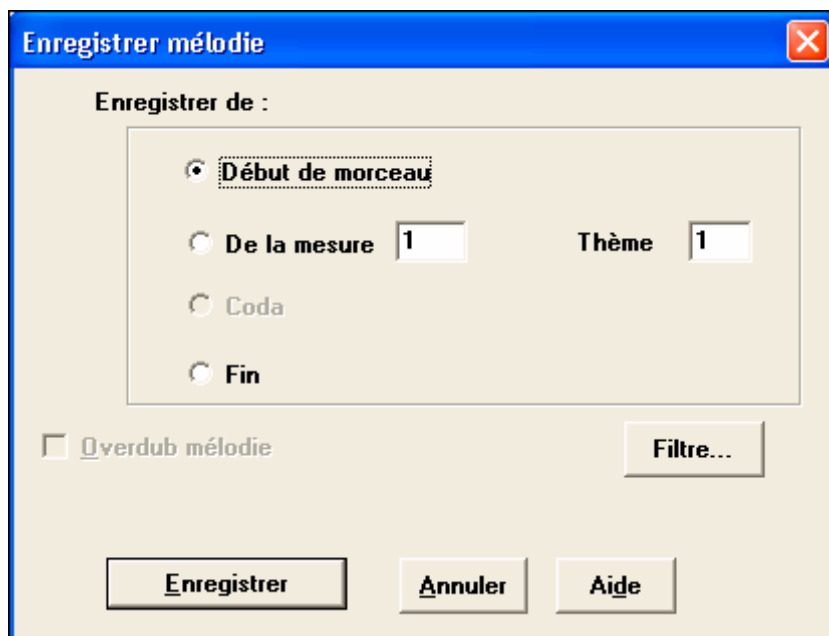 Enregistrer mélodie
Enregistrer de :
Début de morceau
De la mesure 1 Thème 1
Coda
Fin
Overdub mélodie Filtre...
Enregistrer Annuler Aide